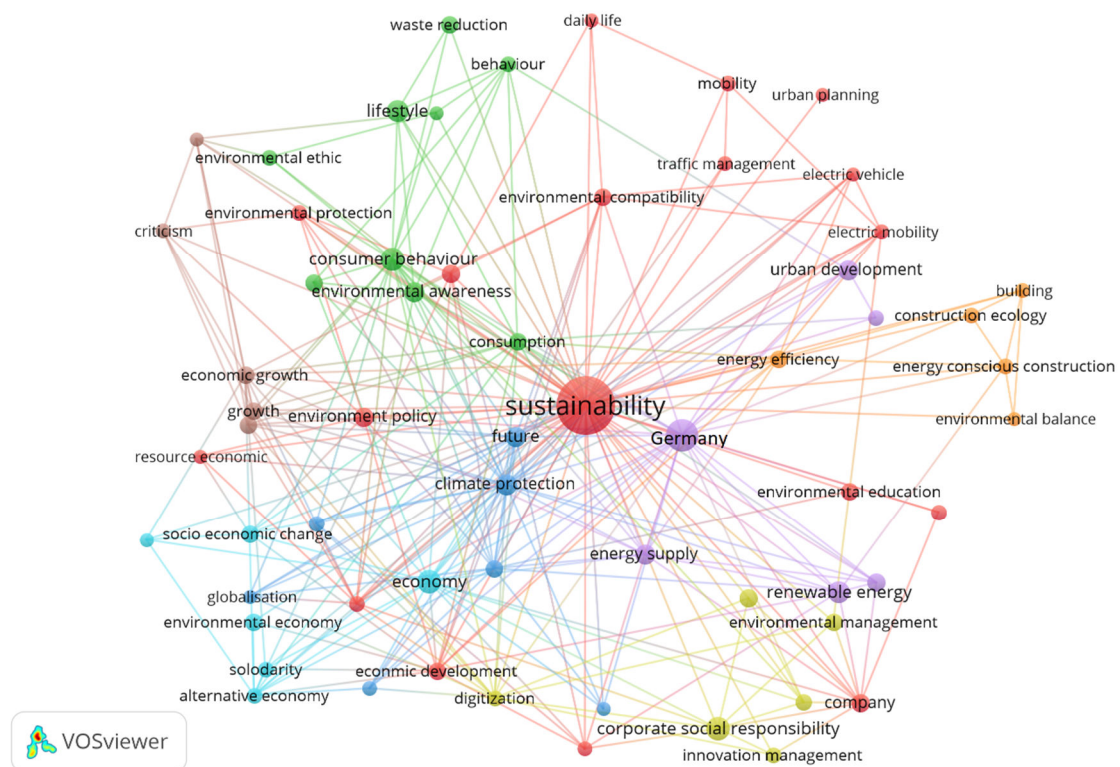 waste reduction
daily life
behaviour
mobility
urban planning
lifestyle
environmental ethic
traffic management
electric vehicle
environmental compatibility
environmental protection
criticism
electric mobility
consumer behaviour
urban development
environmental awareness
building
construction ecology
consumption
energy efficiency
energy conscious construction
economic growth
sustainability
growth
environment policy
environmental balance
future
Germany
resource economic
climate protection
environmental education
socio economic change
energy supply
economy
renewable energy
globalisation
environmental economy
environmental management
solodarity
econmic development
alternative economy
digitization
company
corporate social responsibility
innovation management
VOSviewer